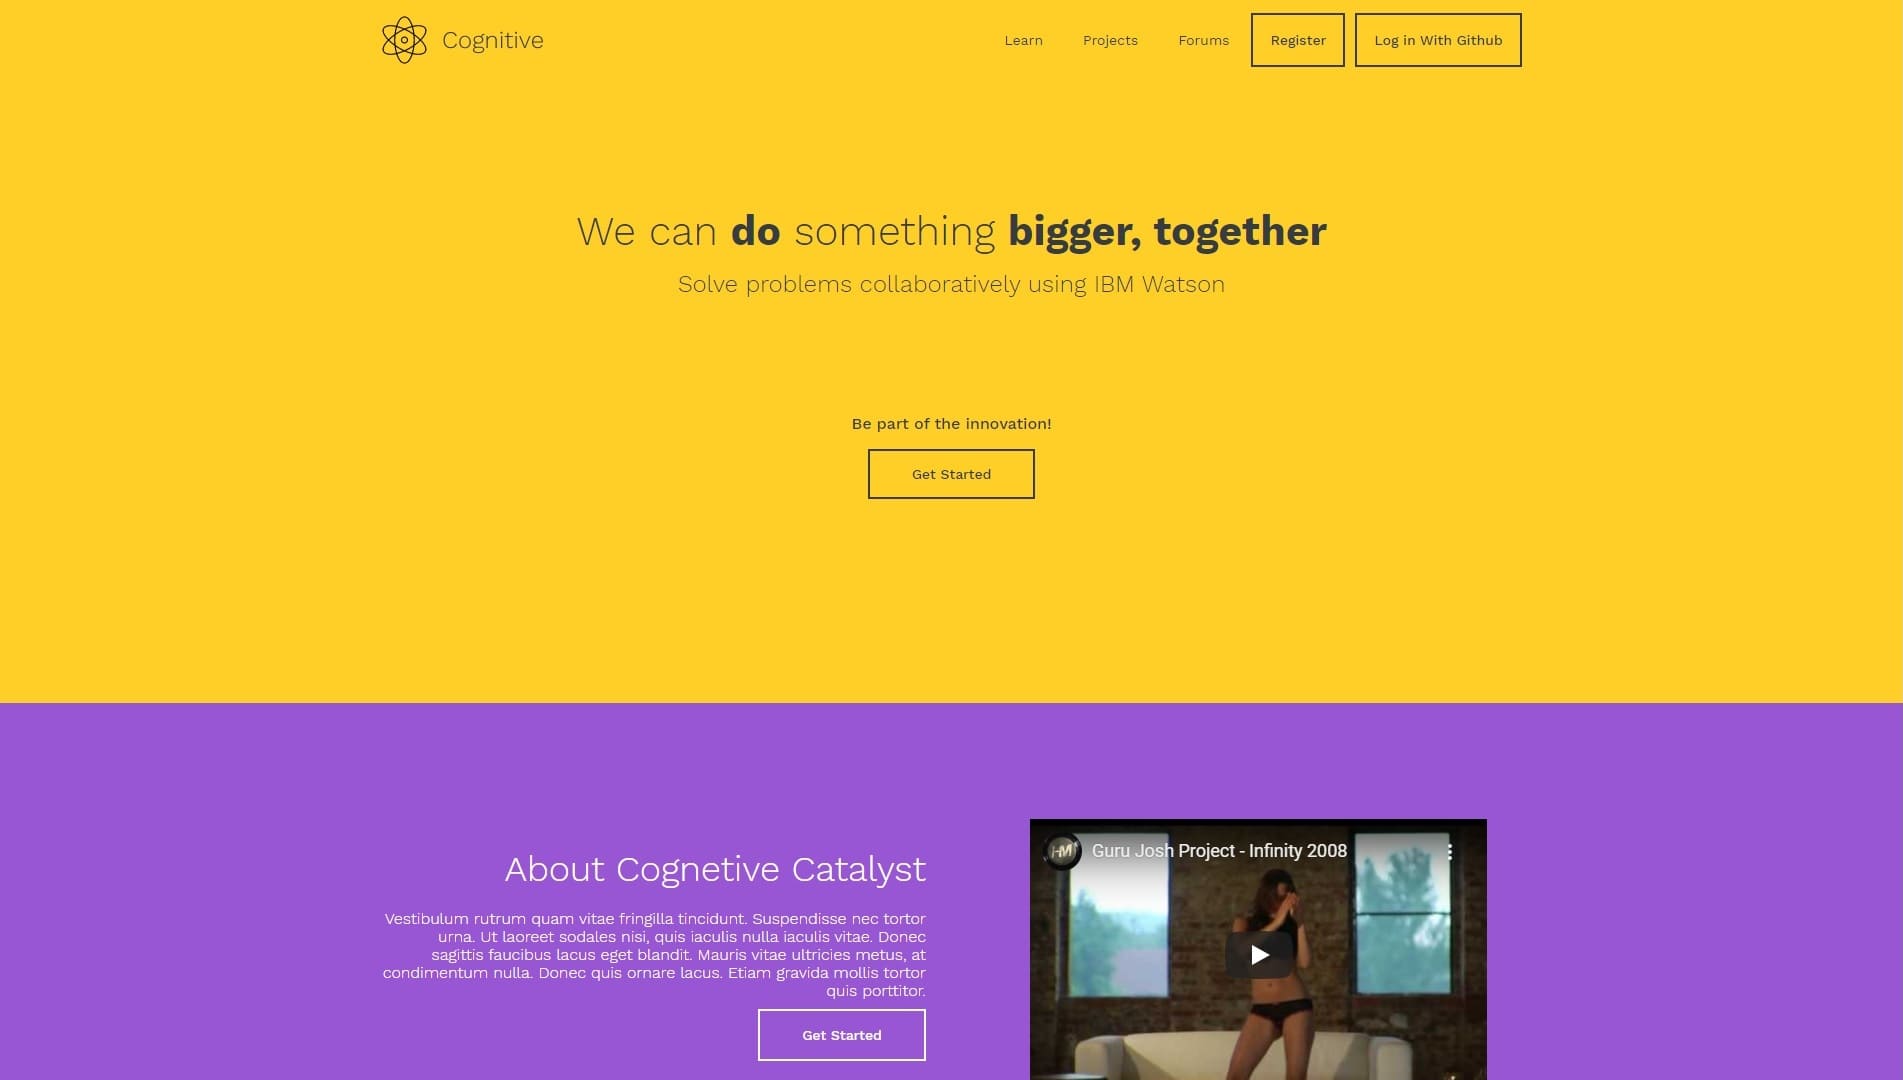 Cognitive
Learn
Projects
Forums
Register
Log in With Github
We can do something bigger, together
Solve problems collaboratively using IBM Watson
Be part of the innovation!
Get Started
About Cognetive Catalyst
Vestibulum rutrum quam vitae fringilla tincidunt. Suspendisse nec tortor
urna. Ut laoreet sodales nisi, quis iaculis nulla iaculis vitae. Donec
sagittis faucibus lacus eget blandit. Mauris vitae ultricies metus, at
condimentum nulla. Donec quis ornare lacus. Etiam gravida mollis tortor
quis porttitor.
Get Started
HM
Guru Josh Project - Infinity 2008